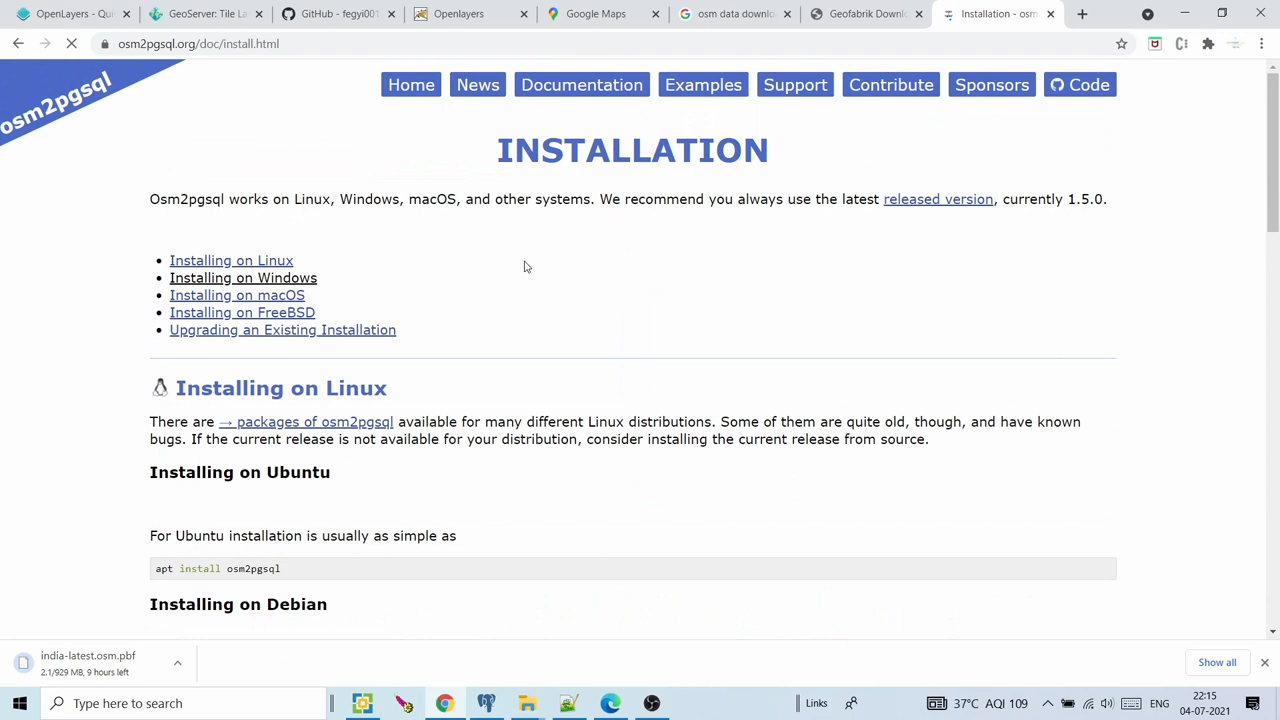 OpenLayers - Quic
GeoServer: Tile La
GitHub - fegyi001
Openlayers
Google Maps
osm data downlo
Geofabrik Downlo
Installation - osm
osm2pgsql.org/doc/install.html
osm2pgsql
Home
News
Documentation
Examples
Support
Contribute
Sponsors
Code
INSTALLATION
Osm2pgsql works on Linux, Windows, macOS, and other systems. We recommend you always use the latest released version, currently 1.5.0.
• Installing on Linux
• Installing on Windows
• Installing on macOS
• Installing on FreeBSD
• Upgrading an Existing Installation
Installing on Linux
There are → packages of osm2pgsql available for many different Linux distributions. Some of them are quite old, though, and have known
bugs. If the current release is not available for your distribution, consider installing the current release from source.
Installing on Ubuntu
For Ubuntu installation is usually as simple as
apt install osm2pgsql
Installing on Debian
india-latest.osm.pbf
2.1/929 MB, 9 hours left
Show all
Type here to search
Links
37°C AQI 109
ENG
22:15
04-07-2021